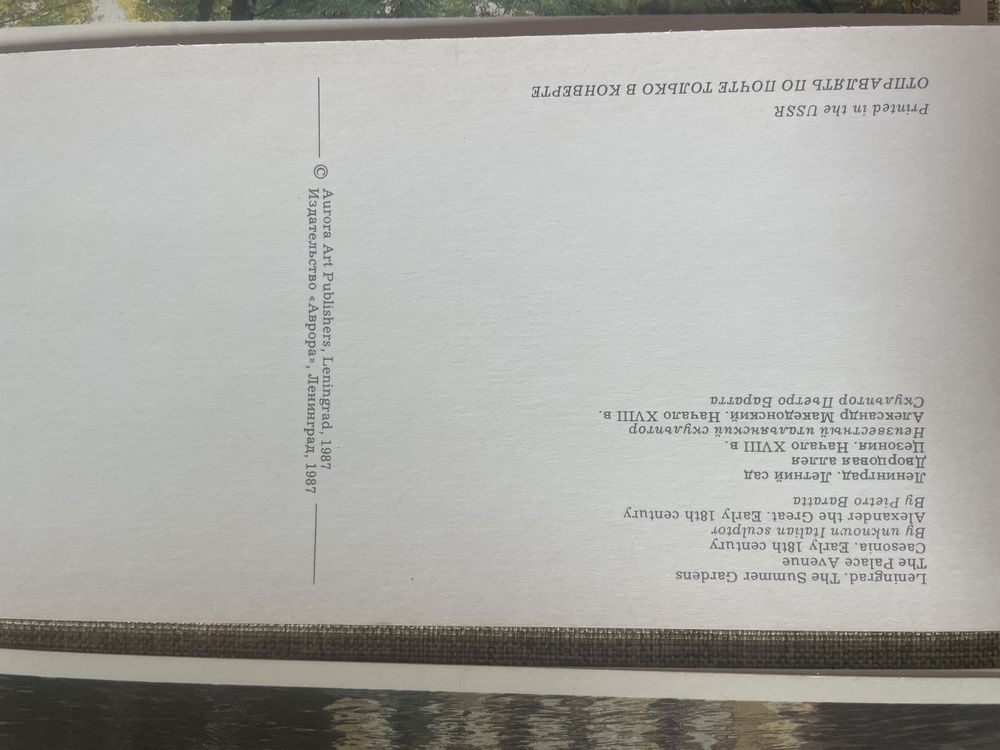 Leningrad. The Summer Gardens
The Palace Avenue
Caesonia. Early 18th century
By unknown Italian sculptor
Alexander the Great. Early 18th century
By Pietro Baratta
Ленинград. Летний сад
Дворцовая аллея
Цезония. Начало XVIII в.
Неизвестный итальянский скульптор
Александр Македонский. Начало XVIII в.
Скульптор Пьетро Баратта
© Aurora Art Publishers, Leningrad, 1987
Издательство «Аврора», Ленинград, 1987
Printed in the USSR
ОТПРАВЛЯТЬ ПО ПОЧТЕ ТОЛЬКО В КОНВЕРТЕ